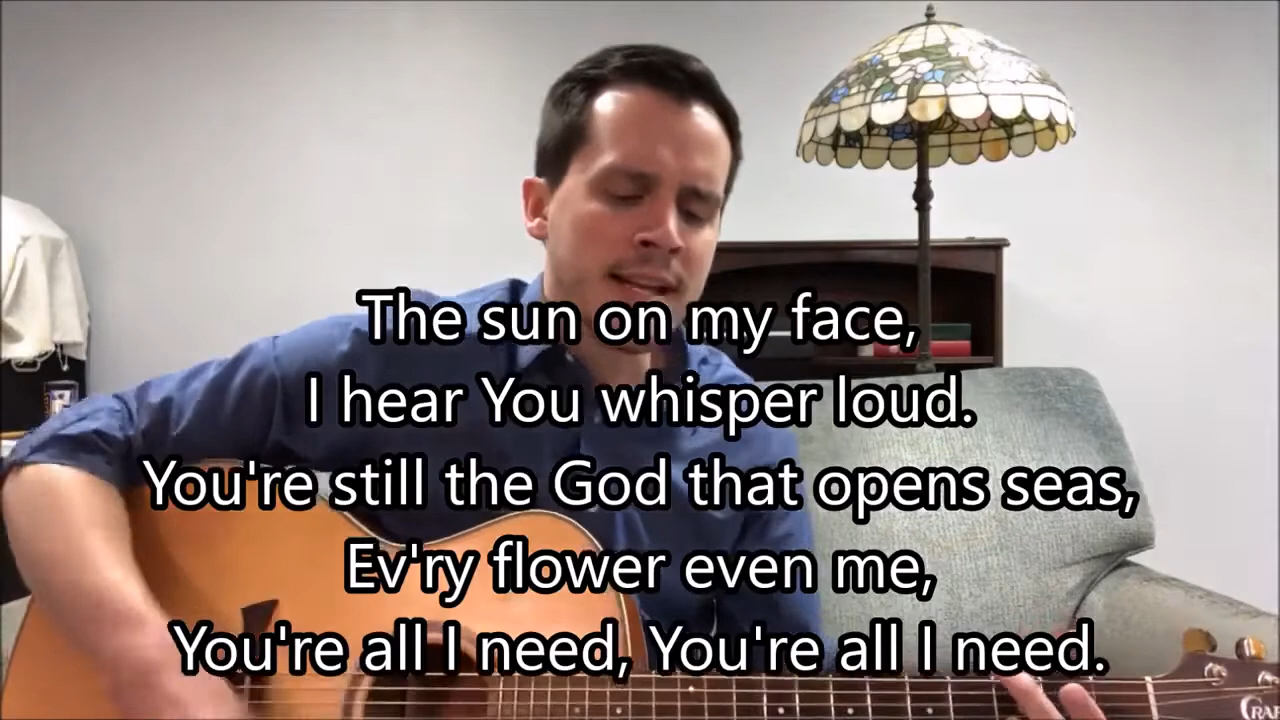 The sun on my face,
I hear You whisper loud.
You're still the God that opens seas,
Ev'ry flower even me,
You're all I need, You're all I need.